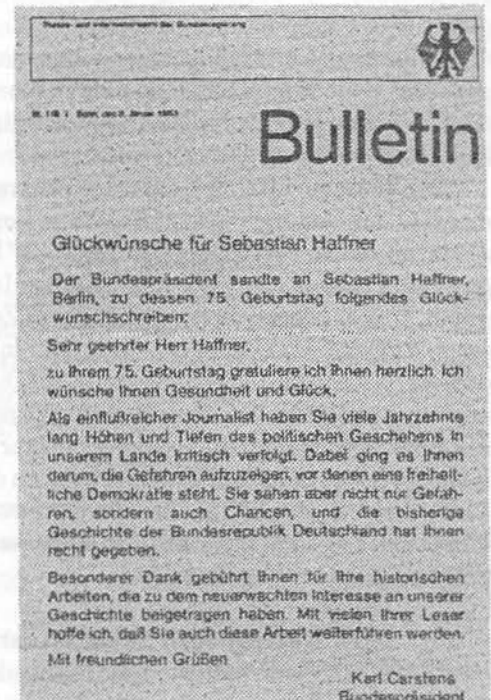 Presse- und Informationsamt der Bundesregierung
Bulletin
Glückwünsche für Sebastian Haffner
Der Bundespräsident sandte an Sebastian Haffner,
Berlin, zu dessen 75. Geburtstag folgendes Glück-
wunschschreiben:
Sehr geehrter Herr Haffner,
zu Ihrem 75. Geburtstag gratuliere ich Ihnen herzlich. Ich
wünsche Ihnen Gesundheit und Glück.
Als einflußreicher Journalist haben Sie viele Jahrzehnte
lang Höhen und Tiefen des politischen Geschehens in
unserem Lande kritisch verfolgt. Dabei ging es Ihnen
darum, die Gefahren aufzuzeigen, vor denen eine freiheit-
liche Demokratie steht. Sie sahen aber nicht nur Gefah-
ren, sondern auch Chancen, und die bisherige
Geschichte der Bundesrepublik Deutschland hat Ihnen
recht gegeben.
Besonderer Dank gebührt Ihnen für Ihre historischen
Arbeiten, die zu dem neuerwachten Interesse an unserer
Geschichte beigetragen haben. Mit vielen Ihrer Leser
hoffe ich, daß Sie auch diese Arbeit weiterführen werden.
Mit freundlichen Grüßen
Karl Carstens
Bundespräsident